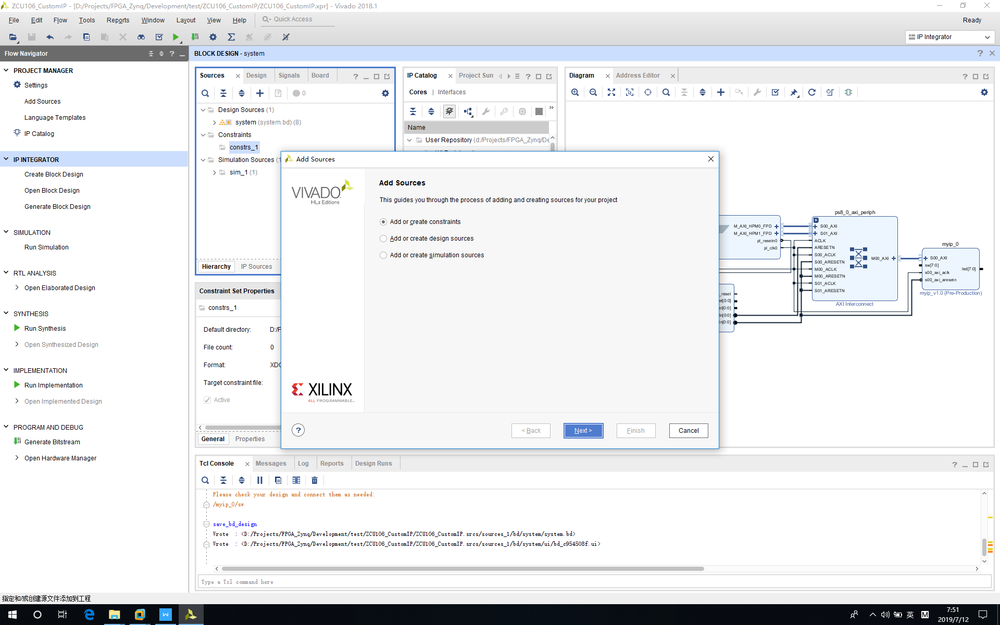 ZCU106_CustomIP - [D:/Projects/FPGA_Zynq/Development/test/ZCU106_CustomIP/ZCU106_CustomIP.xpr] - Vivado 2018.1
File Edit Flow Tools Reports Window Layout View Help Quick Access
Ready
IP Integrator
Flow Navigator
PROJECT MANAGER
Settings
Add Sources
Language Templates
IP Catalog
IP INTEGRATOR
Create Block Design
Open Block Design
Generate Block Design
SIMULATION
Run Simulation
RTL ANALYSIS
Open Elaborated Design
SYNTHESIS
Run Synthesis
Open Synthesized Design
IMPLEMENTATION
Run Implementation
Open Implemented Design
PROGRAM AND DEBUG
Generate Bitstream
Open Hardware Manager
BLOCK DESIGN - system
Sources Design Signals Board
0
Design Sources (1)
system (system.bd) (8)
Constraints
constrs_1
Simulation Sources (1
sim_1 (1)
Hierarchy IP Sources
Constraint Set Properties
constrs_1
Default directory: D:/F
File count: 0
Format: XDC
Target constraint file:
Active
General Properties
IP Catalog Project Sum
Cores | Interfaces
Name
User Repository (d:/Projects/FPGA_Zynq/De
Diagram Address Editor
Add Sources
VIVADO
HLx Editions
Add Sources
This guides you through the process of adding and creating sources for your project
Add or create constraints
Add or create design sources
Add or create simulation sources
XILINX
ALL PROGRAMMABLE
?
< Back
Next >
Finish
Cancel
M_AXI_HPM0_FPD
M_AXI_HPM1_FPD
pl_resetn0
pl_clk0
_reset
et[0:0]
et[0:0]
tn[0:0]
tn[0:0]
ps8_0_axi_periph
S00_AXI
S01_AXI
ACLK
ARESETN
S00_ACLK
S00_ARESETN
M00_ACLK
M00_ARESETN
S01_ACLK
S01_ARESETN
M00_AXI
AXI Interconnect
myip_0
S00_AXI
sw[7:0]
s00_axi_aclk
s00_axi_aresetn
led[7:0]
myip_v1.0 (Pre-Production)
Tcl Console Messages Log Reports Design Runs
Please check your design and connect them as needed:
/myip_0/sw
save_bd_design
Wrote : <D:/Projects/FPGA_Zynq/Development/test/ZCU106_CustomIP/ZCU106_CustomIP.srcs/sources_1/bd/system/system.bd>
Wrote : <D:/Projects/FPGA_Zynq/Development/test/ZCU106_CustomIP/ZCU106_CustomIP.srcs/sources_1/bd/system/ui/bd_c954508f.ui>
Type a Tcl command here
指定和/或创建源文件添加到工程
英
M
7:51
2019/7/12